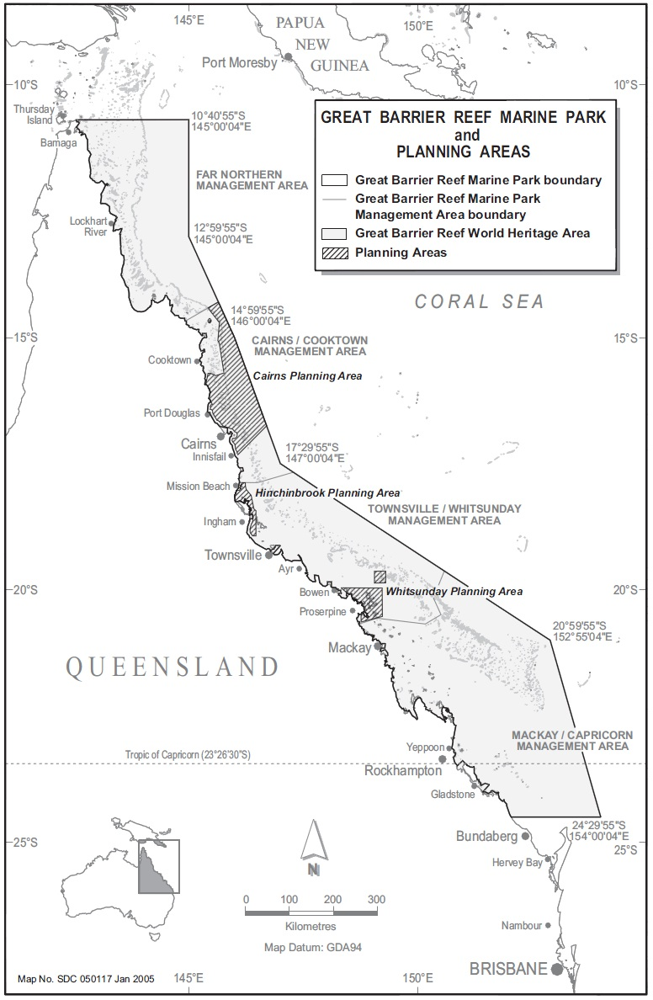 145°E
150°E
PAPUA
NEW
GUINEA
Port Moresby
10°S
10°S
Thursday
Island
Bamaga
10°40'55"S
145°00'04"E
GREAT BARRIER REEF MARINE PARK
and
PLANNING AREAS
Great Barrier Reef Marine Park boundary
Great Barrier Reef Marine Park
Management Area boundary
Great Barrier Reef World Heritage Area
Planning Areas
FAR NORTHERN
MANAGEMENT AREA
Lockhart
River
12°59'55"S
145°00'04"E
CORAL SEA
14°59'55"S
146°00'04"E
15°S
15°S
CAIRNS / COOKTOWN
MANAGEMENT AREA
Cooktown
Cairns Planning Area
Port Douglas
Cairns
Innisfail
17°29'55"S
147°00'04"E
Mission Beach
Hinchinbrook Planning Area
TOWNSVILLE / WHITSUNDAY
MANAGEMENT AREA
Ingham
Townsville
Ayr
20°S
20°S
Bowen
Whitsunday Planning Area
Proserpine
20°59'55"S
152°55'04"E
Mackay
QUEENSLAND
MACKAY / CAPRICORN
MANAGEMENT AREA
Yeppoon
Tropic of Capricorn (23°26'30"S)
Rockhampton
Gladstone
24°29'55"S
154°00'04"E
Bundaberg
25°S
25°S
Hervey Bay
N
0 100 200 300
Kilometres
Map Datum: GDA94
Nambour
BRISBANE
Map No. SDC 050117 Jan 2005
145°E
150°E